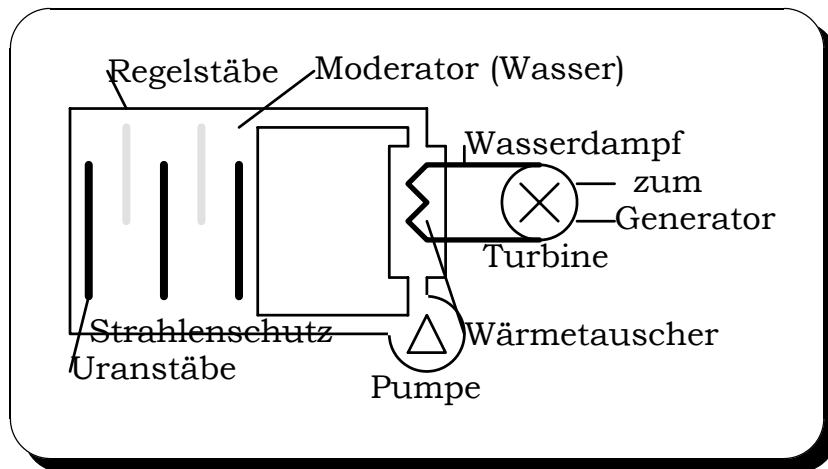 Regelstäbe
Moderator (Wasser)
Wasserdampf
zum
Generator
Turbine
Strahlenschutz
Wärmetauscher
Uranstäbe
Pumpe